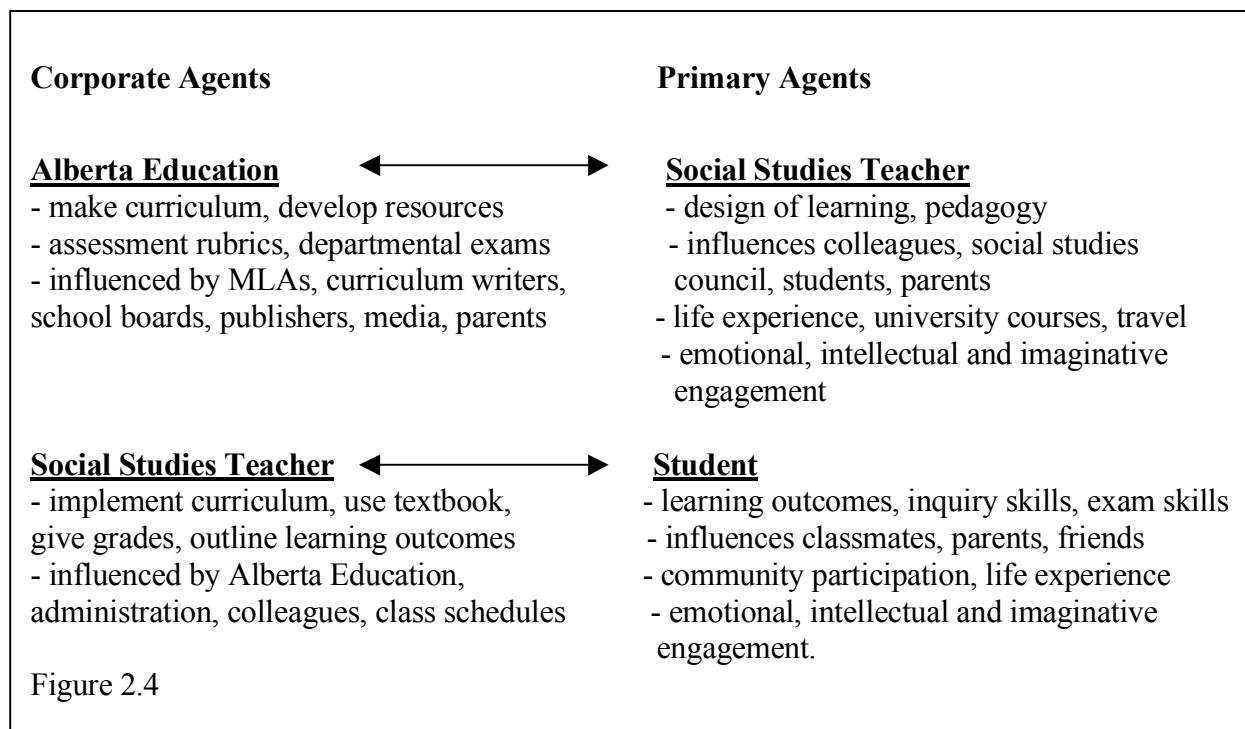 Corporate Agents
Primary Agents
Alberta Education
- make curriculum, develop resources
- assessment rubrics, departmental exams
- influenced by MLAs, curriculum writers,
school boards, publishers, media, parents
Social Studies Teacher
- design of learning, pedagogy
- influences colleagues, social studies
council, students, parents
- life experience, university courses, travel
- emotional, intellectual and imaginative
engagement
Social Studies Teacher
- implement curriculum, use textbook,
give grades, outline learning outcomes
- influenced by Alberta Education,
administration, colleagues, class schedules
Student
- learning outcomes, inquiry skills, exam skills
- influences classmates, parents, friends
- community participation, life experience
- emotional, intellectual and imaginative
engagement.
Figure 2.4